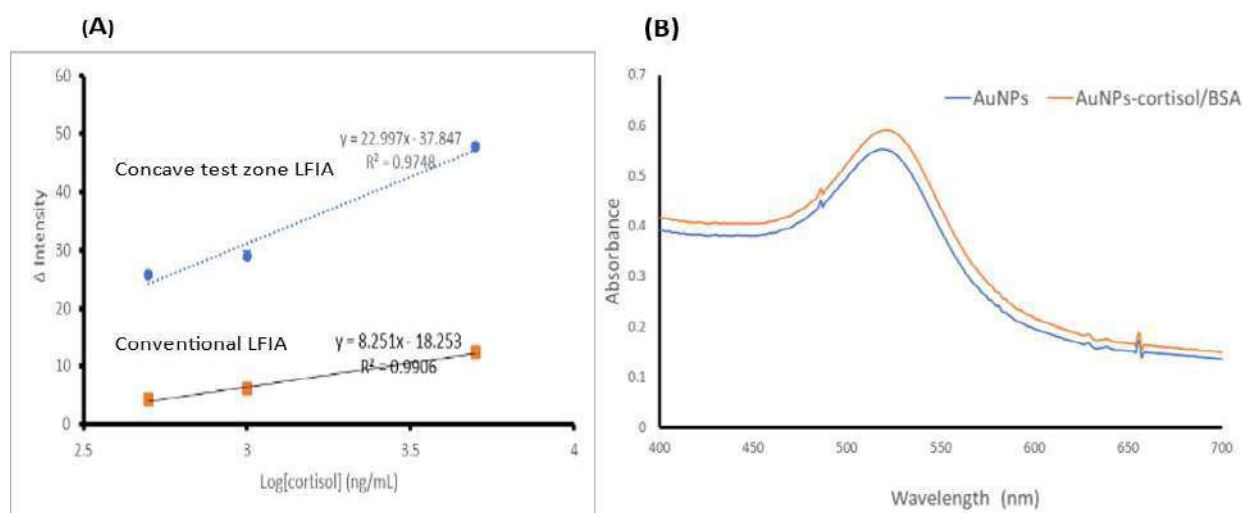 (A)
60
50
40
30
20
10
0
Δ Intensity
y = 22.997x - 37.847
R² = 0.9748
Concave test zone LFIA
Conventional LFIA
y = 8.251x - 18.253
R² = 0.9906
2.5
3
3.5
4
Log[cortisol] (ng/mL)
(B)
AuNPs
AuNPs-cortisol/BSA
0.7
0.6
0.5
0.4
0.3
0.2
0.1
0
Absorbance
400
450
500
550
600
650
700
Wavelength (nm)